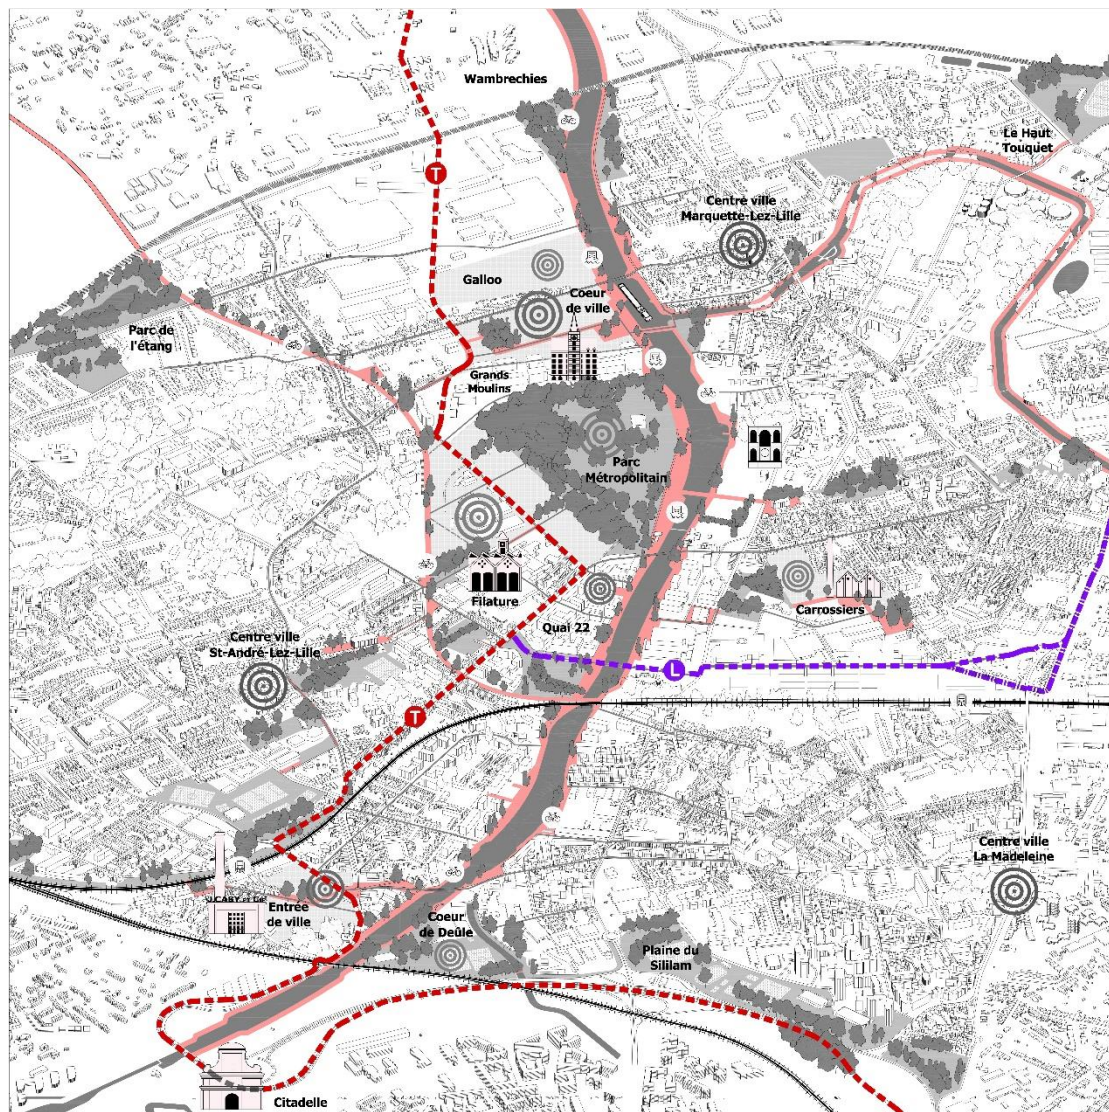 Wambrechies
Le Haut
Touquet
T
Centre ville
Marquette-Lez-Lille
Galloo
Coeur
de ville
Parc de
l'étang
Grands
Moulins
Parc
Métropolitain
Filature
Carrossiers
Quai 22
Centre ville
St-André-Lez-Lille
L
T
Centre ville
La Madeleine
Entrée
de ville
Coeur
de Deûle
Plaine du
Sililam
Citadelle